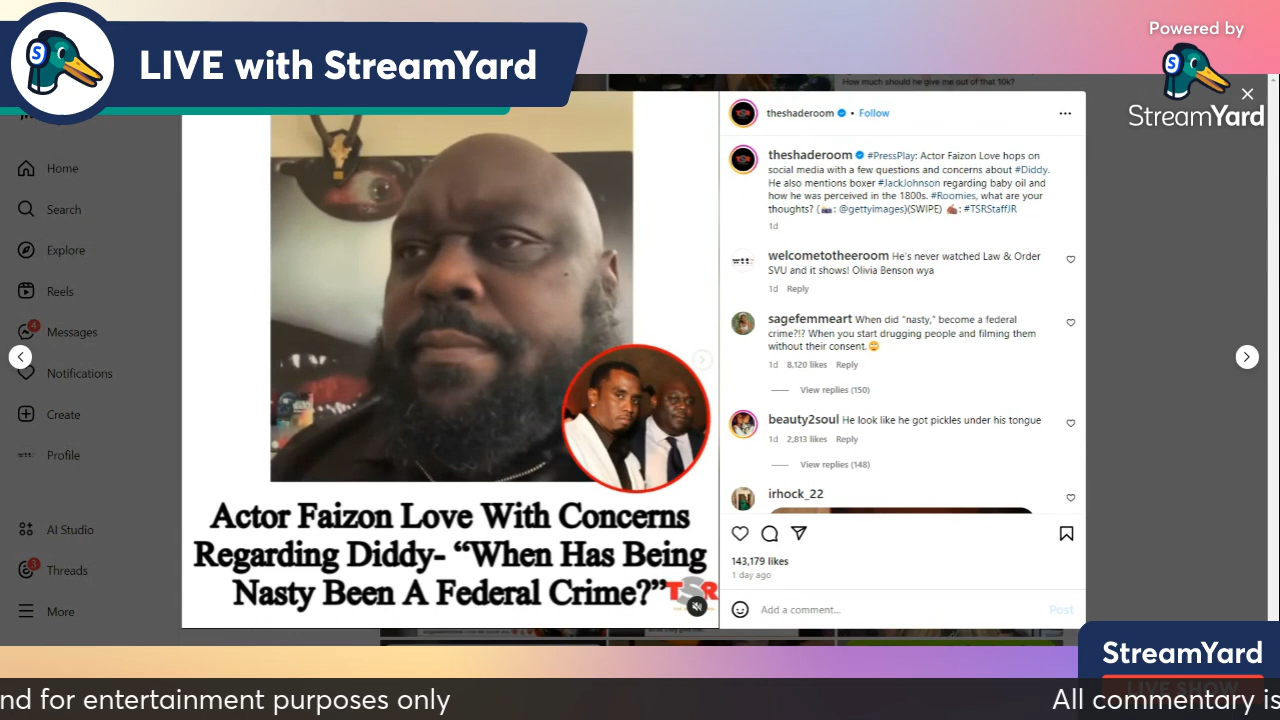 LIVE with StreamYard
Powered by
StreamYard
How much should he give me out of that 10k?
Home
Search
Explore
Reels
4
Messages
Notifications
Create
Profile
AI Studio
3
Threads
More
Actor Faizon Love With Concerns
Regarding Diddy- “When Has Being
Nasty Been A Federal Crime?”
TSR
theshaderoom • Follow
theshaderoom #PressPlay: Actor Faizon Love hops on
social media with a few questions and concerns about #Diddy.
He also mentions boxer #JackJohnson regarding baby oil and
how he was perceived in the 1800s. #Roomies, what are your
thoughts? (📷: @gettyimages)(SWIPE) ✍🏾: #TSRStaffJR
1d
welcometotheeroom He's never watched Law & Order
SVU and it shows! Olivia Benson wya
1d Reply
sagefemmeart When did “nasty,” become a federal
crime?!? When you start drugging people and filming them
without their consent.🙄
1d 8,120 likes Reply
View replies (150)
beauty2soul He look like he got pickles under his tongue
1d 2,813 likes Reply
View replies (148)
irhock_22
143,179 likes
1 day ago
Add a comment...
Post
StreamYard
LIVE SHOW
nd for entertainment purposes only
All commentary is